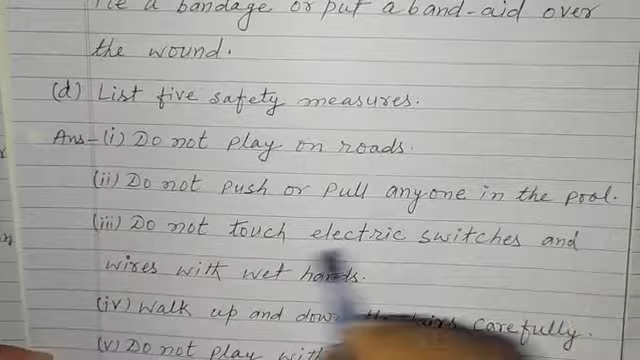 Tie a bandage or put a band-aid over
the wound.
(d) List five safety measures.
Ans-(i) Do not play on roads.
(ii) Do not push or pull anyone in the pool.
(iii) Do not touch electric switches and
wires with wet hands.
(iv) Walk up and down carefully.
(v) Do not play with